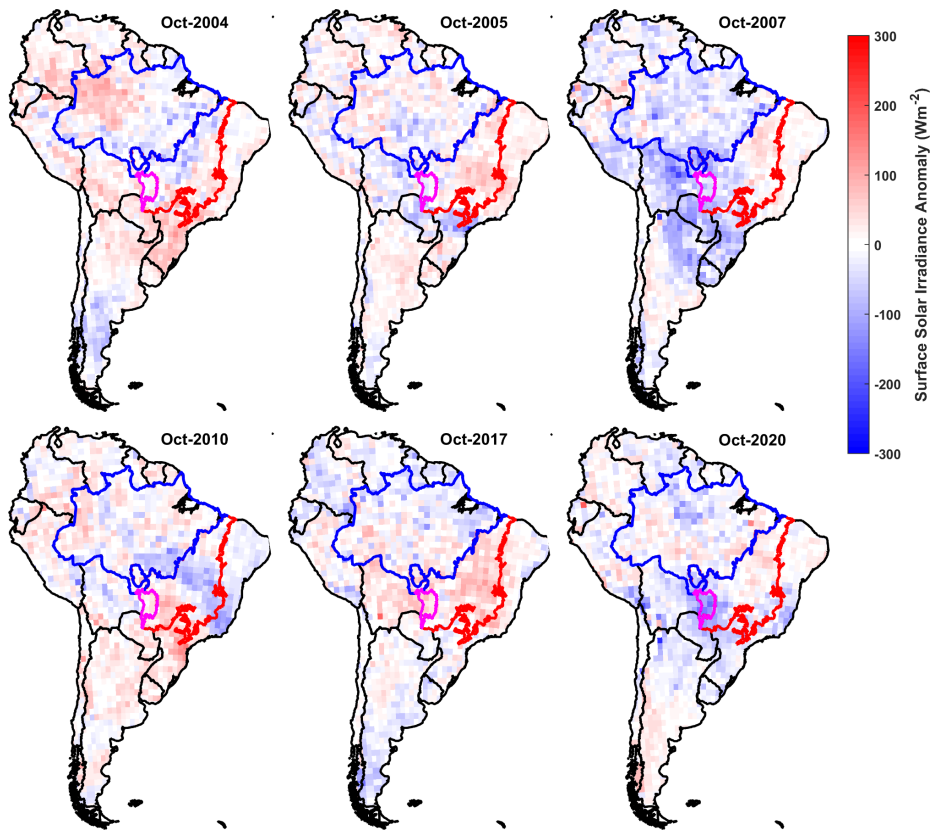 Oct-2004
Oct-2005
Oct-2007
Oct-2010
Oct-2017
Oct-2020
300
200
100
0
-100
-200
-300
Surface Solar Irradiance Anomaly (Wm⁻²)